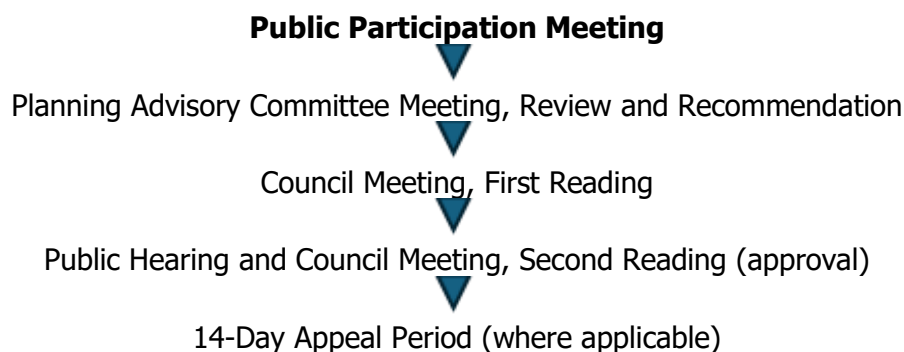 Public Participation Meeting
Planning Advisory Committee Meeting, Review and Recommendation
Council Meeting, First Reading
Public Hearing and Council Meeting, Second Reading (approval)
14-Day Appeal Period (where applicable)